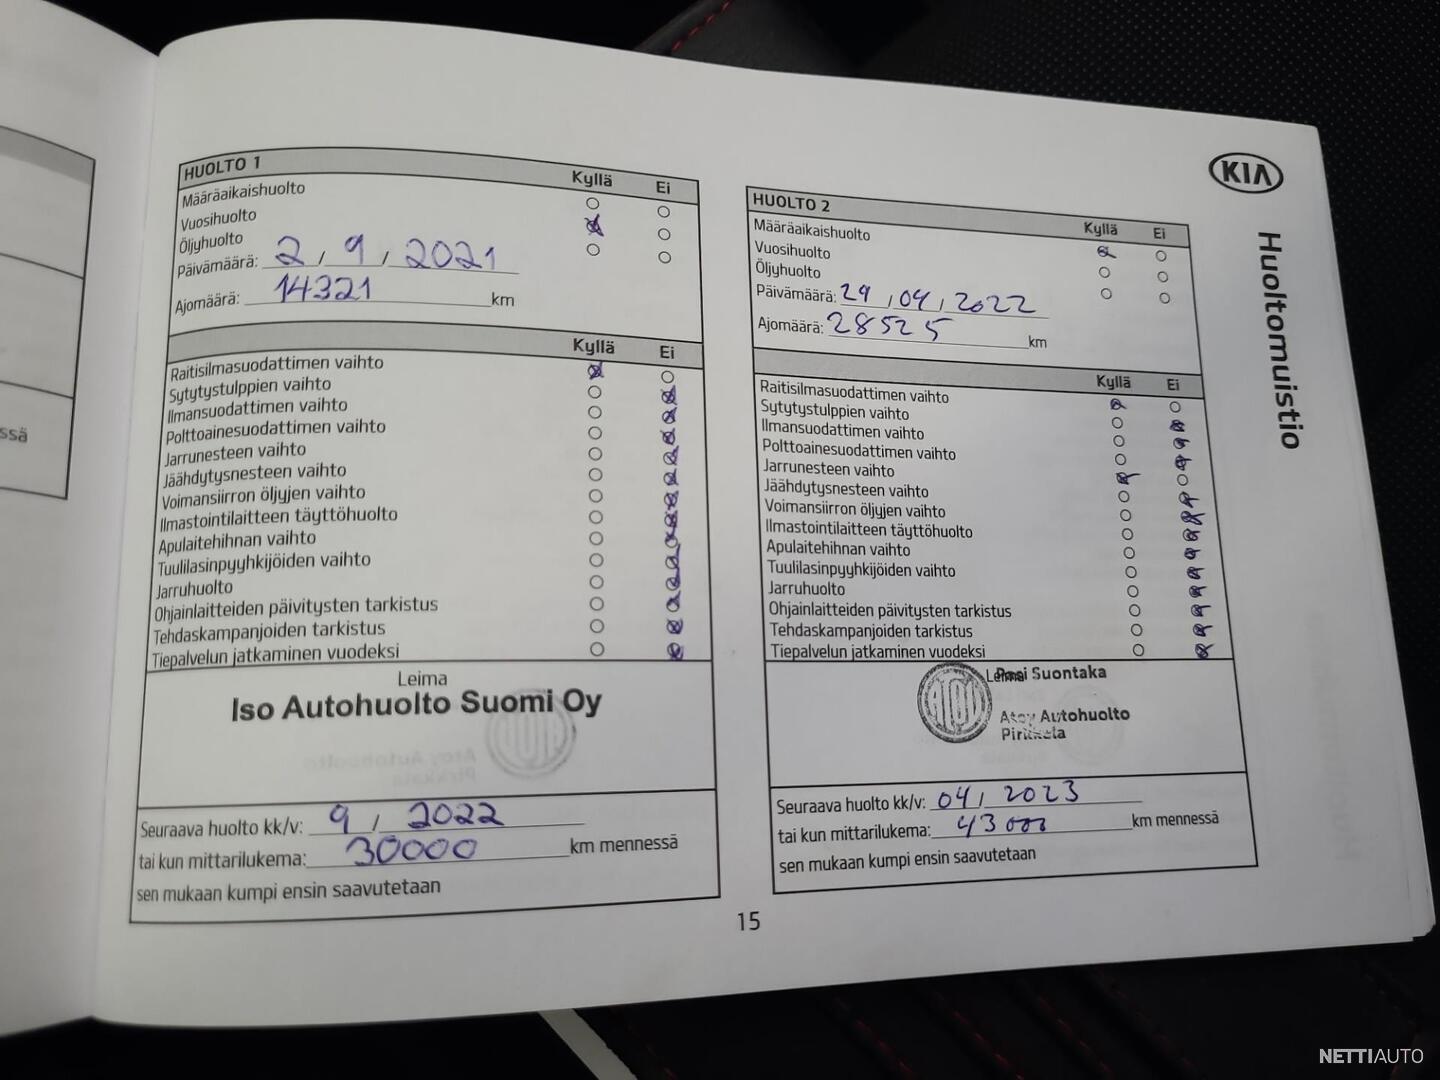 ssä
HUOLTO 1
Kyllä Ei
Määräaikaishuolto
Vuosihuolto
Öljyhuolto
Päivämäärä: 2 / 9 / 2021
Ajomäärä: 14321 km
Kyllä Ei
Raitisilmasuodattimen vaihto
Sytytystulppien vaihto
Ilmansuodattimen vaihto
Polttoainesuodattimen vaihto
Jarrunesteen vaihto
Jäähdytysnesteen vaihto
Voimansiirron öljyjen vaihto
Ilmastointilaitteen täyttöhuolto
Apulaitehihnan vaihto
Tuulilasinpyyhkijöiden vaihto
Jarruhuolto
Ohjainlaitteiden päivitysten tarkistus
Tehdaskampanjoiden tarkistus
Tiepalvelun jatkaminen vuodeksi
Leima
Iso Autohuolto Suomi Oy
Seuraava huolto kk/v: 9 / 2022
tai kun mittarilukema: 30000 km mennessä
sen mukaan kumpi ensin saavutetaan
HUOLTO 2
Kyllä Ei
Määräaikaishuolto
Vuosihuolto
Öljyhuolto
Päivämäärä: 29 / 04 / 2022
Ajomäärä: 28525 km
Kyllä Ei
Raitisilmasuodattimen vaihto
Sytytystulppien vaihto
Ilmansuodattimen vaihto
Polttoainesuodattimen vaihto
Jarrunesteen vaihto
Jäähdytysnesteen vaihto
Voimansiirron öljyjen vaihto
Ilmastointilaitteen täyttöhuolto
Apulaitehihnan vaihto
Tuulilasinpyyhkijöiden vaihto
Jarruhuolto
Ohjainlaitteiden päivitysten tarkistus
Tehdaskampanjoiden tarkistus
Tiepalvelun jatkaminen vuodeksi
Leima
Pasi Suontaka
Atoy Autohuolto
Pirkkala
Seuraava huolto kk/v: 04 / 2023
tai kun mittarilukema: 43000 km mennessä
sen mukaan kumpi ensin saavutetaan
15
KIA
Huoltomuistio
NETTIAUTO